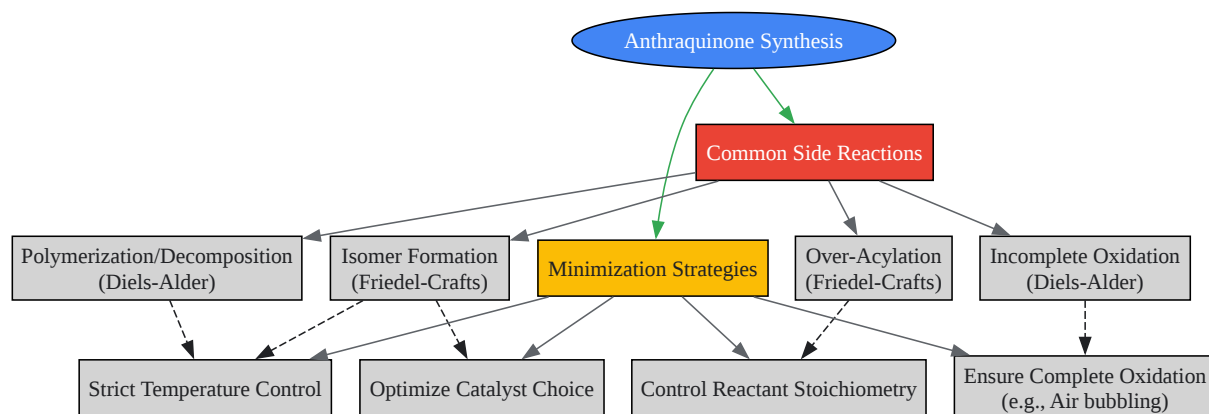 Anthraquinone Synthesis
Common Side Reactions
Polymerization/Decomposition
(Diels-Alder)
Isomer Formation
(Friedel-Crafts)
Minimization Strategies
Over-Acylation
(Friedel-Crafts)
Incomplete Oxidation
(Diels-Alder)
Strict Temperature Control
Optimize Catalyst Choice
Control Reactant Stoichiometry
Ensure Complete Oxidation
(e.g., Air bubbling)